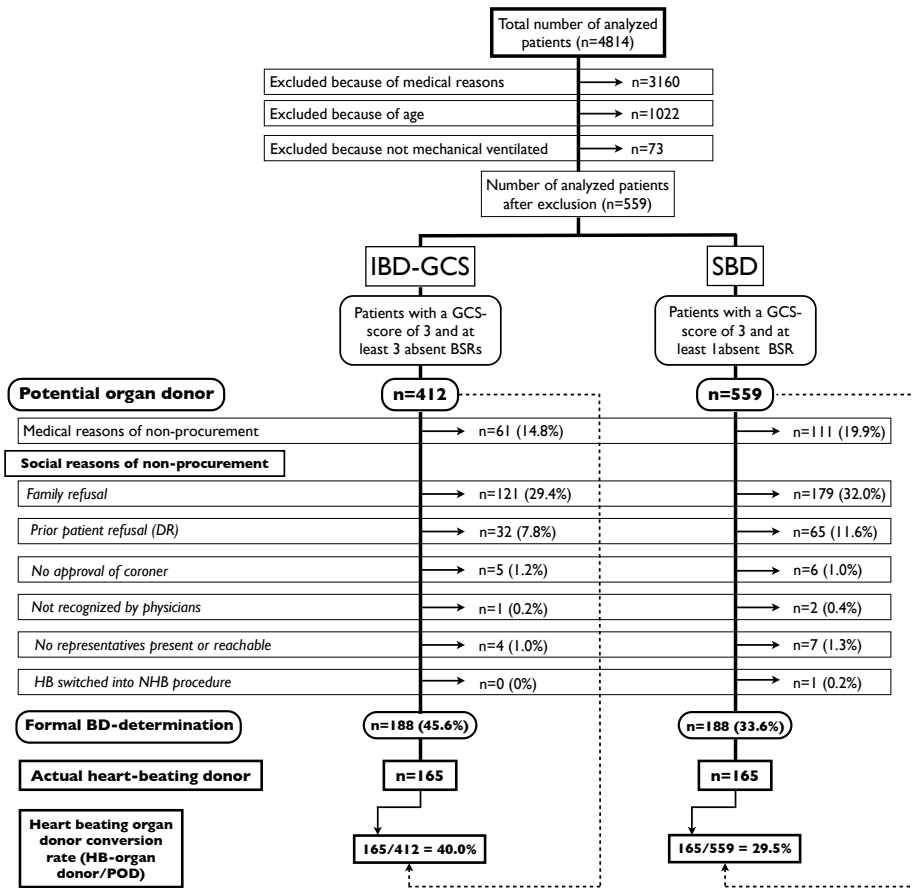 Total number of analyzed
patients (n=4814)
Excluded because of medical reasons n=3160
Excluded because of age n=1022
Excluded because not mechanical ventilated n=73
Number of analyzed patients
after exclusion (n=559)
IBD-GCS SBD
Patients with a GCS-
score of 3 and at
least 3 absent BSRs
Patients with a GCS-
score of 3 and at
least 1absent BSR
Potential organ donor n=412 n=559
Medical reasons of non-procurement n=61 (14.8%) n=111 (19.9%)
Social reasons of non-procurement
Family refusal n=121 (29.4%) n=179 (32.0%)
Prior patient refusal (DR) n=32 (7.8%) n=65 (11.6%)
No approval of coroner n=5 (1.2%) n=6 (1.0%)
Not recognized by physicians n=1 (0.2%) n=2 (0.4%)
No representatives present or reachable n=4 (1.0%) n=7 (1.3%)
HB switched into NHB procedure n=0 (0%) n=1 (0.2%)
Formal BD-determination n=188 (45.6%) n=188 (33.6%)
Actual heart-beating donor n=165 n=165
Heart beating organ
donor conversion
rate (HB-organ
donor/POD)
165/412 = 40.0% 165/559 = 29.5%